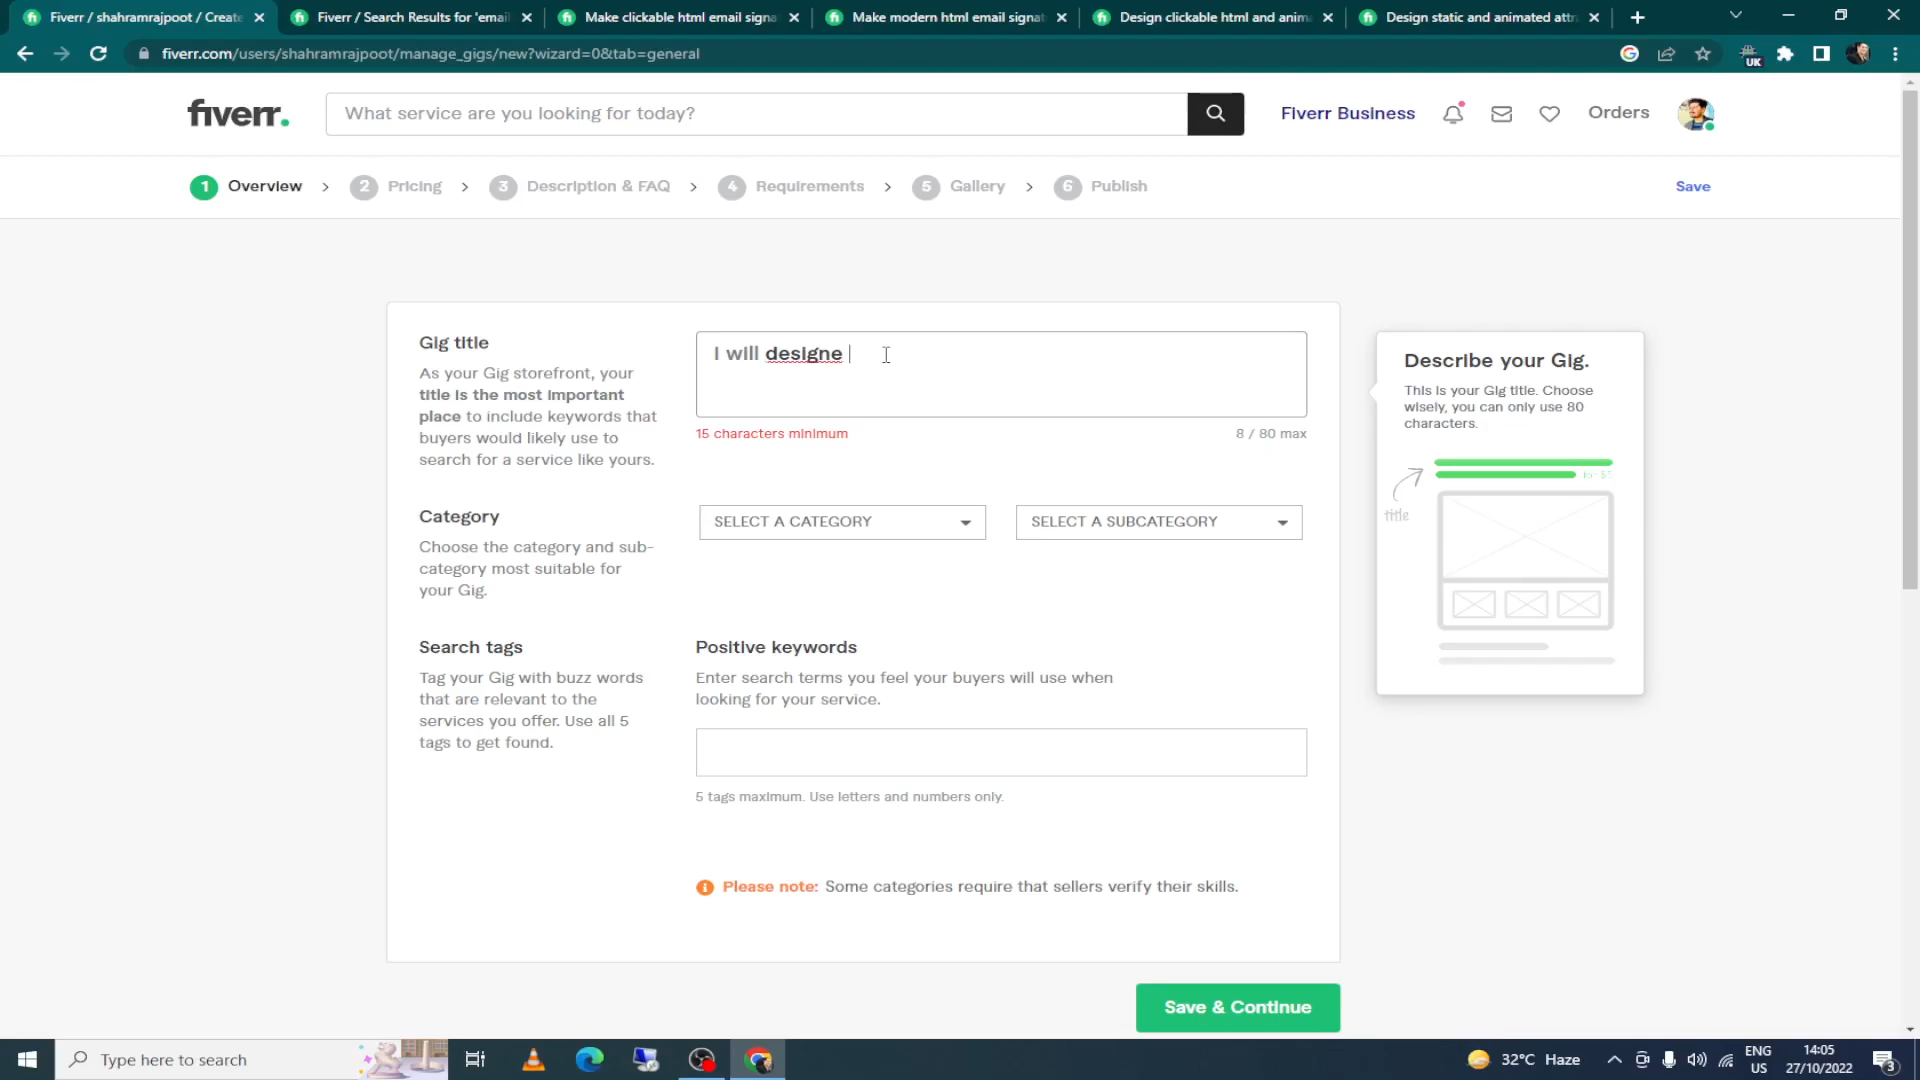 Fiverr / shahramrajpoot / Create
Fiverr / Search Results for 'email
Make clickable html email signa
Make modern html email signat
Design clickable html and anima
Design static and animated attr
fiverr.com/users/shahramrajpoot/manage_gigs/new?wizard=0&tab=general
UK
fiverr.
What service are you looking for today?
Fiverr Business
Orders
1 Overview
2 Pricing
3 Description & FAQ
4 Requirements
5 Gallery
6 Publish
Save
Gig title
As your Gig storefront, your
title is the most important
place to include keywords that
buyers would likely use to
search for a service like yours.
I will designe
15 characters minimum
8 / 80 max
Describe your Gig.
This is your Gig title. Choose
wisely, you can only use 80
characters.
title
Category
Choose the category and sub-
category most suitable for
your Gig.
SELECT A CATEGORY
SELECT A SUBCATEGORY
Search tags
Tag your Gig with buzz words
that are relevant to the
services you offer. Use all 5
tags to get found.
Positive keywords
Enter search terms you feel your buyers will use when
looking for your service.
5 tags maximum. Use letters and numbers only.
Please note: Some categories require that sellers verify their skills.
Save & Continue
Type here to search
32°C Haze
ENG
US
14:05
27/10/2022
3